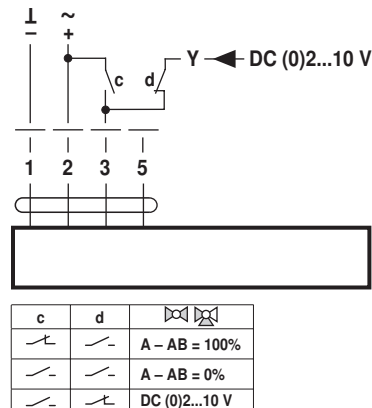 ⊥ ~
– +
c d Y DC (0)2...10 V
1 2 3 5
c d
A – AB = 100%
A – AB = 0%
DC (0)2...10 V